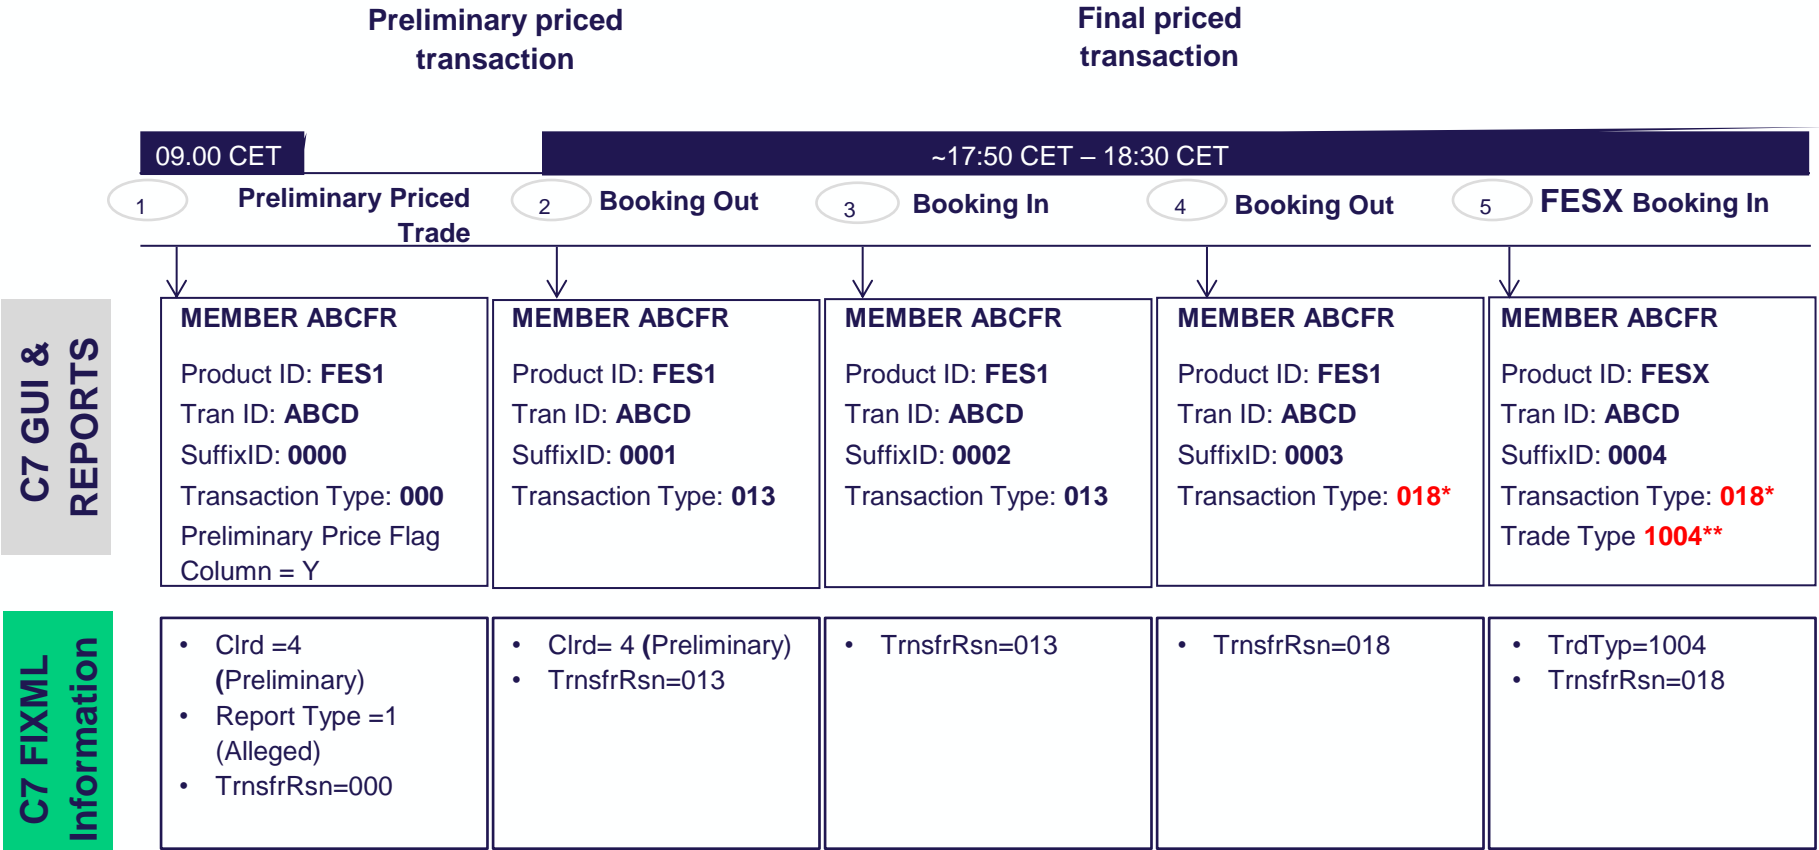 Preliminary priced
transaction
Final priced
transaction
09.00 CET
~17:50 CET – 18:30 CET
1
Preliminary Priced
Trade
2
Booking Out
3
Booking In
4
Booking Out
5
FESX Booking In
C7 GUI &
REPORTS
MEMBER ABCFR
Product ID: FES1
Tran ID: ABCD
SuffixID: 0000
Transaction Type: 000
Preliminary Price Flag
Column = Y
MEMBER ABCFR
Product ID: FES1
Tran ID: ABCD
SuffixID: 0001
Transaction Type: 013
MEMBER ABCFR
Product ID: FES1
Tran ID: ABCD
SuffixID: 0002
Transaction Type: 013
MEMBER ABCFR
Product ID: FES1
Tran ID: ABCD
SuffixID: 0003
Transaction Type: 018*
MEMBER ABCFR
Product ID: FESX
Tran ID: ABCD
SuffixID: 0004
Transaction Type: 018*
Trade Type 1004**
C7 FIXML
Information
• Clrd =4
(Preliminary)
• Report Type =1
(Alleged)
• TrnsfrRsn=000
• Clrd= 4 (Preliminary)
• TrnsfrRsn=013
• TrnsfrRsn=013
• TrnsfrRsn=018
• TrdTyp=1004
• TrnsfrRsn=018